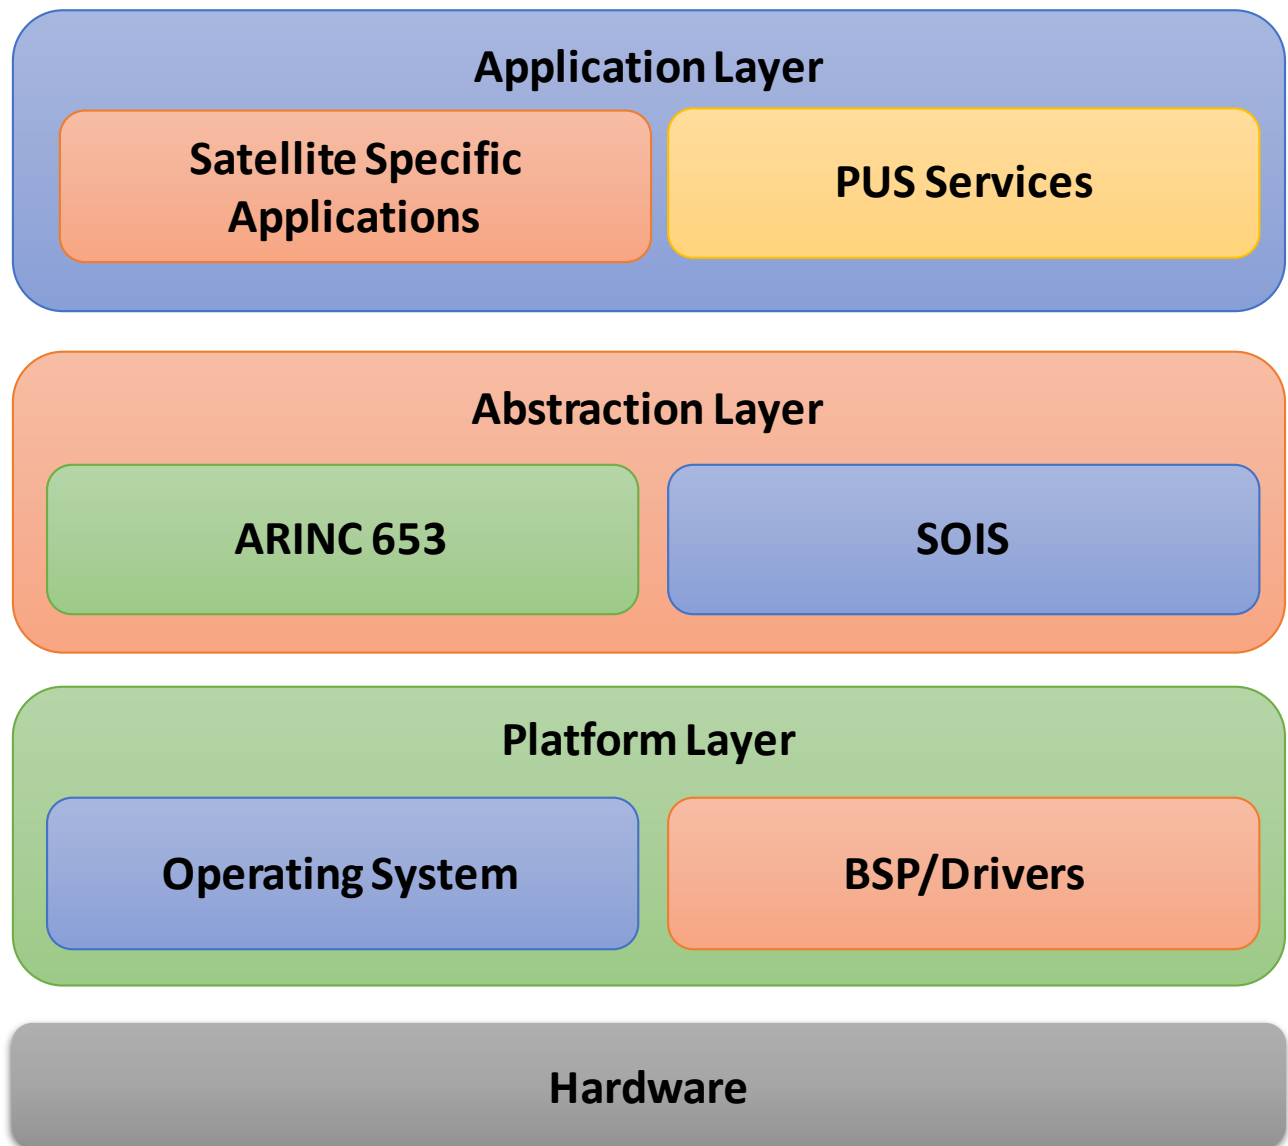 Application Layer
Satellite Specific
Applications
PUS Services
Abstraction Layer
ARINC 653
SOIS
Platform Layer
Operating System
BSP/Drivers
Hardware